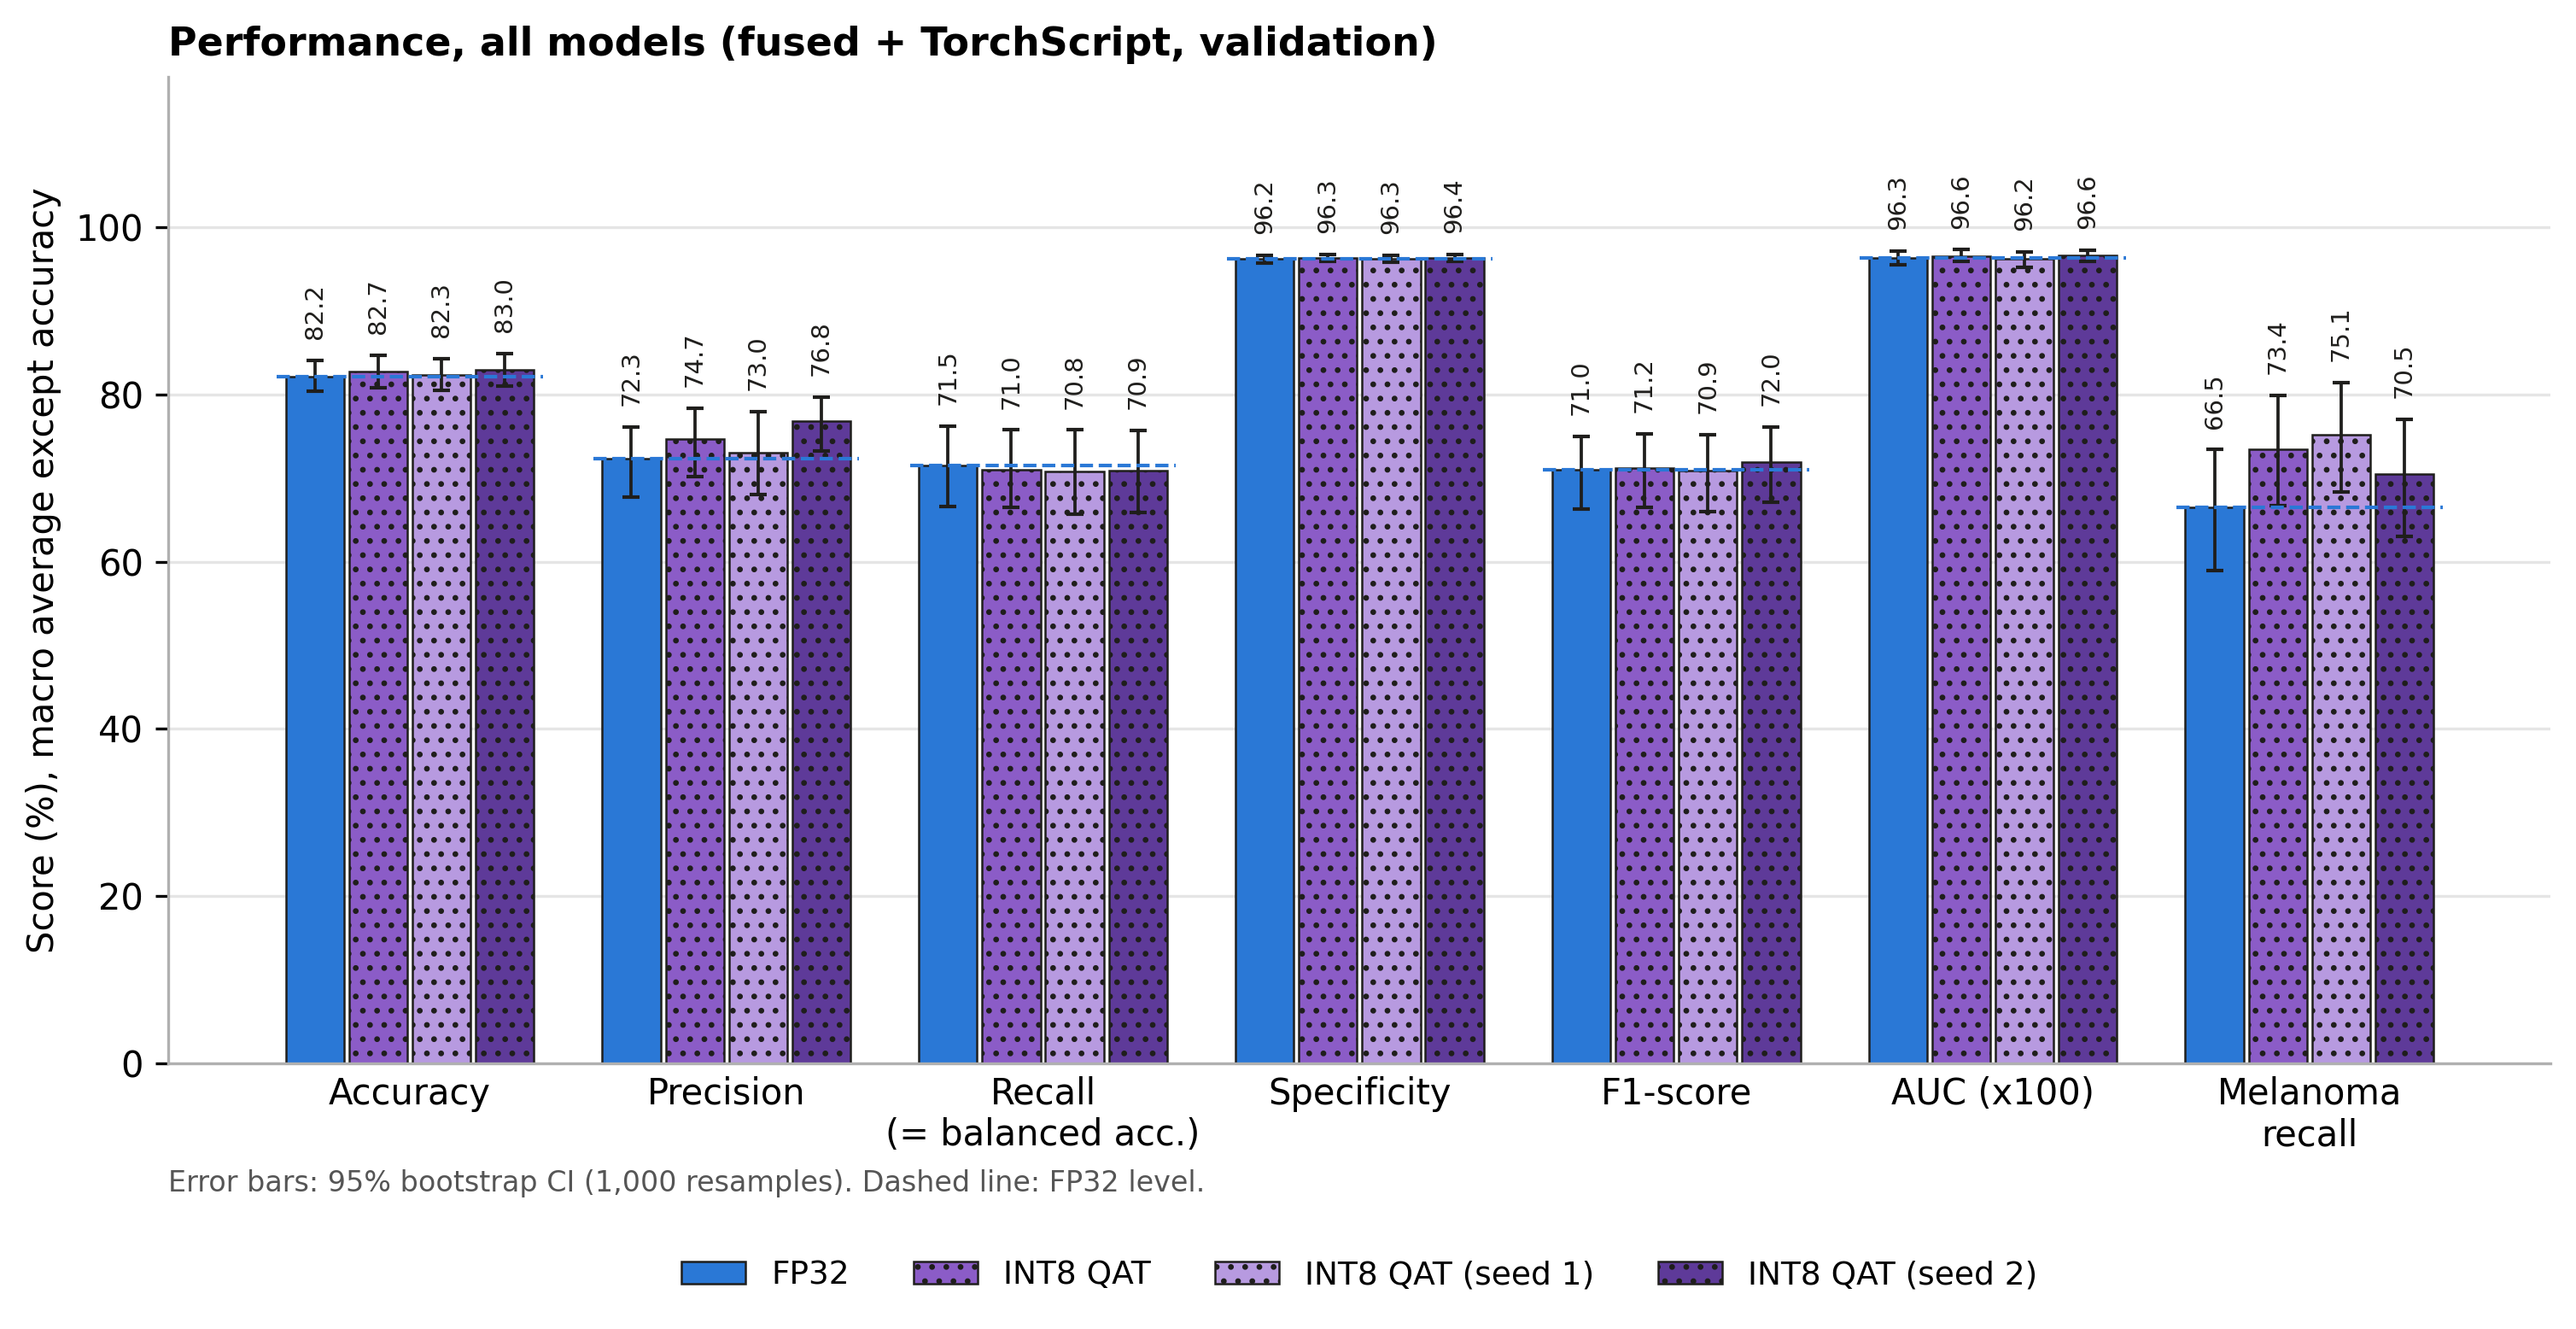 Performance, all models (fused + TorchScript, validation)
Score (%), macro average except accuracy
100
80
60
40
20
0
82.2 82.7 82.3 83.0
72.3 74.7 73.0 76.8
71.5 71.0 70.8 70.9
96.2 96.3 96.3 96.4
71.0 71.2 70.9 72.0
96.3 96.6 96.2 96.6
66.5 73.4 75.1 70.5
Accuracy
Precision
Recall
(= balanced acc.)
Specificity
F1-score
AUC (x100)
Melanoma
recall
Error bars: 95% bootstrap CI (1,000 resamples). Dashed line: FP32 level.
FP32 INT8 QAT INT8 QAT (seed 1) INT8 QAT (seed 2)